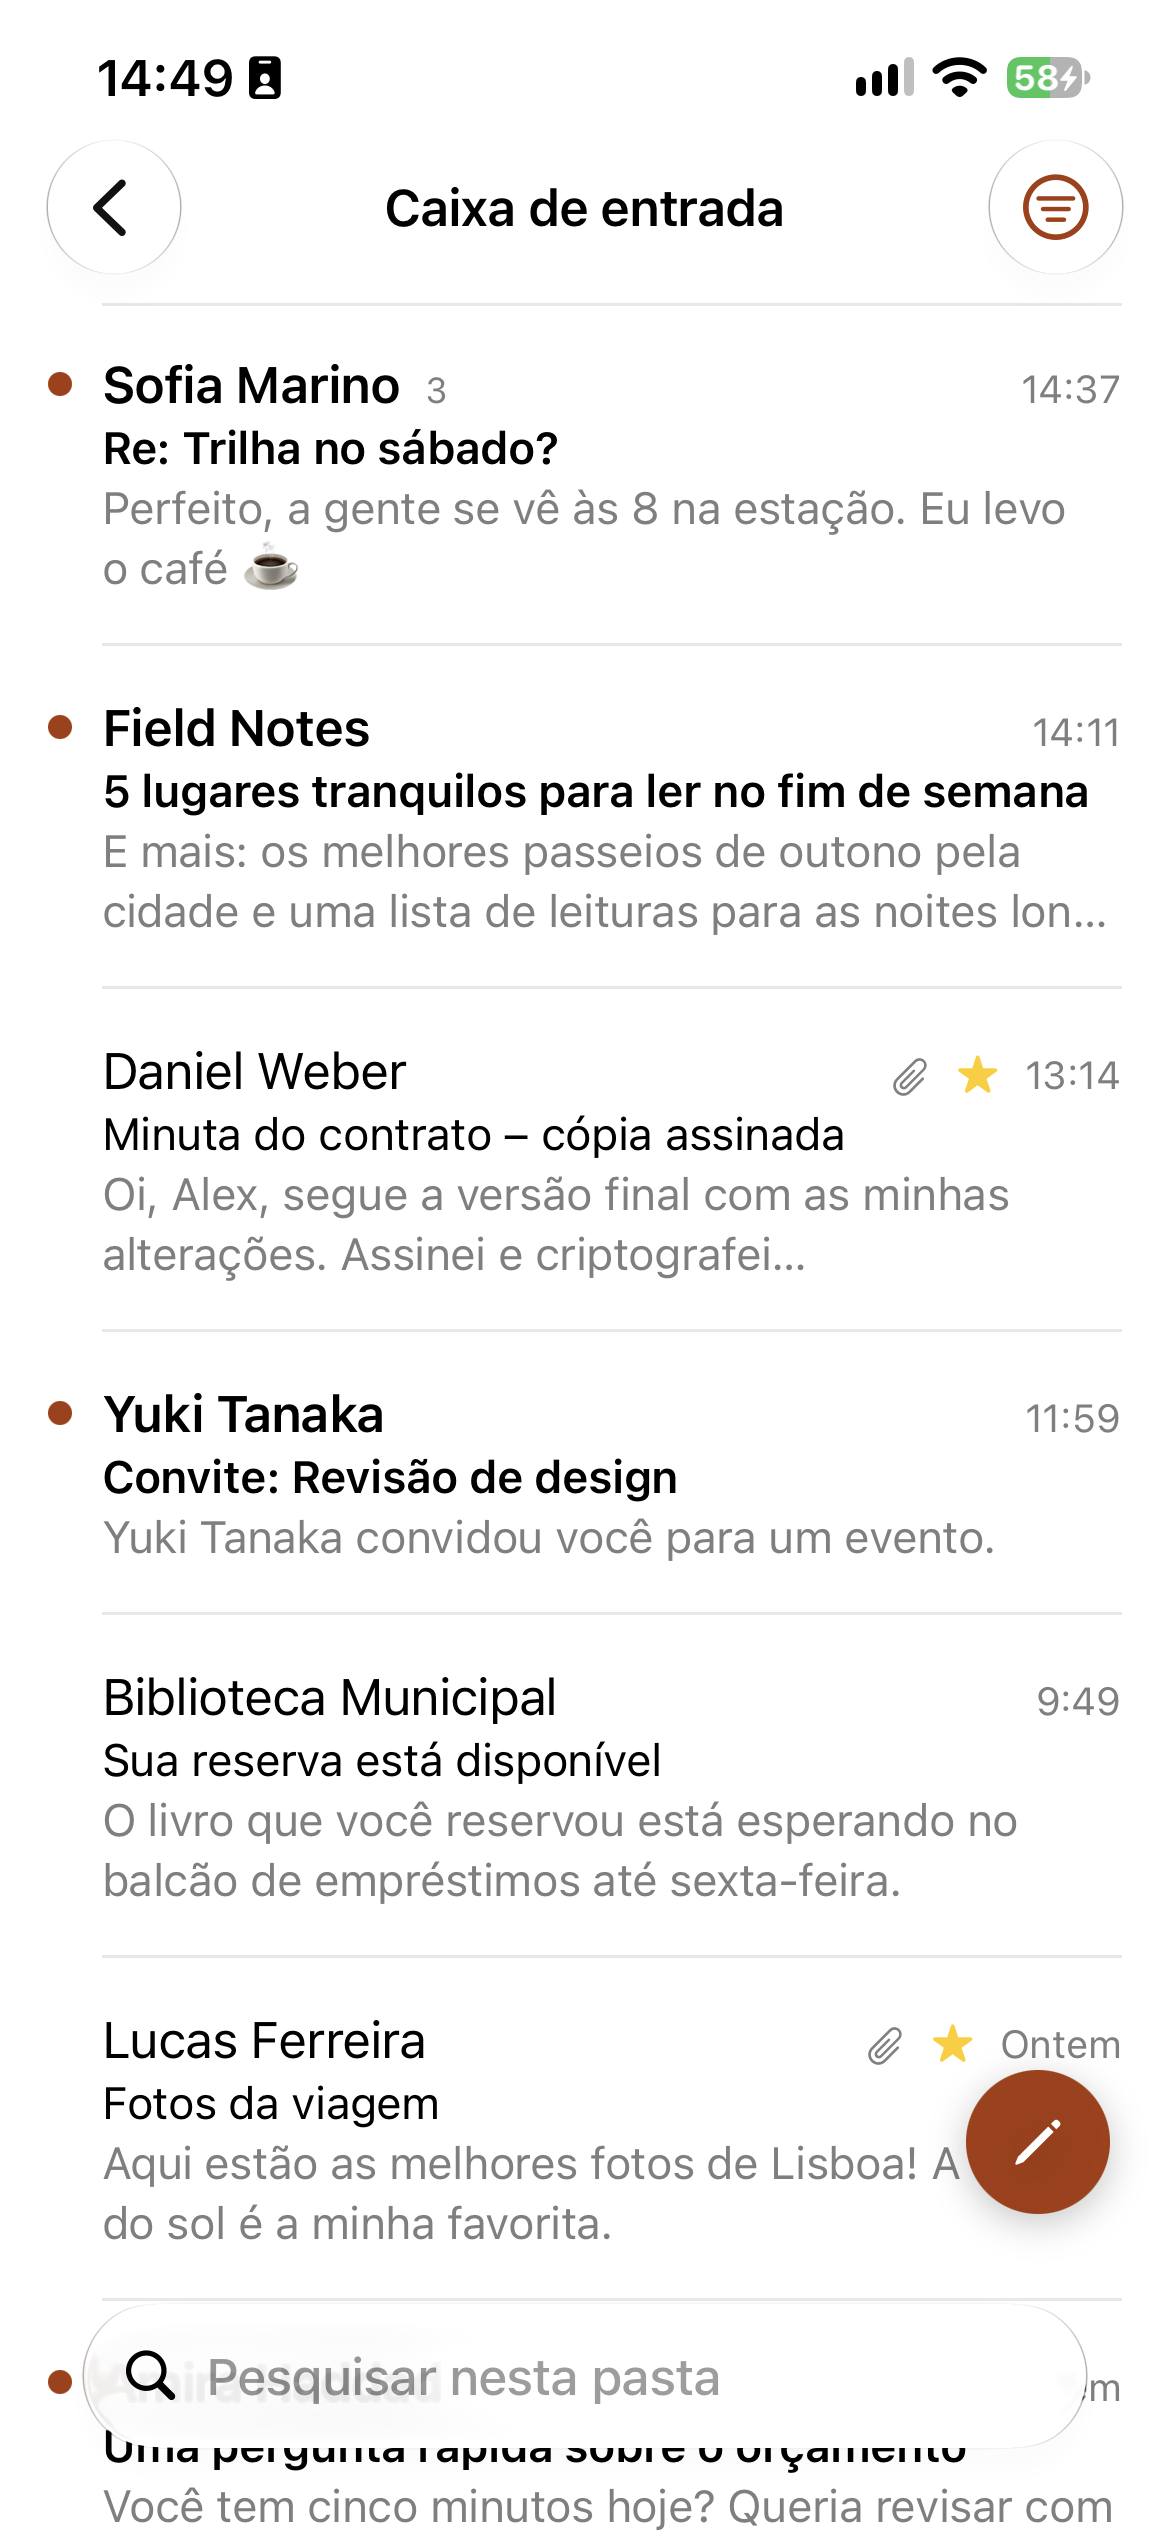 14:49
58
Caixa de entrada
Sofia Marino 3 14:37
Re: Trilha no sábado?
Perfeito, a gente se vê às 8 na estação. Eu levo
o café ☕
Field Notes 14:11
5 lugares tranquilos para ler no fim de semana
E mais: os melhores passeios de outono pela
cidade e uma lista de leituras para as noites lon...
Daniel Weber 13:14
Minuta do contrato – cópia assinada
Oi, Alex, segue a versão final com as minhas
alterações. Assinei e criptografei...
Yuki Tanaka 11:59
Convite: Revisão de design
Yuki Tanaka convidou você para um evento.
Biblioteca Municipal 9:49
Sua reserva está disponível
O livro que você reservou está esperando no
balcão de empréstimos até sexta-feira.
Lucas Ferreira Ontem
Fotos da viagem
Aqui estão as melhores fotos de Lisboa! A
do sol é a minha favorita.
Pesquisar nesta pasta
Uma pergunta rápida sobre o orçamento
Você tem cinco minutos hoje? Queria revisar com